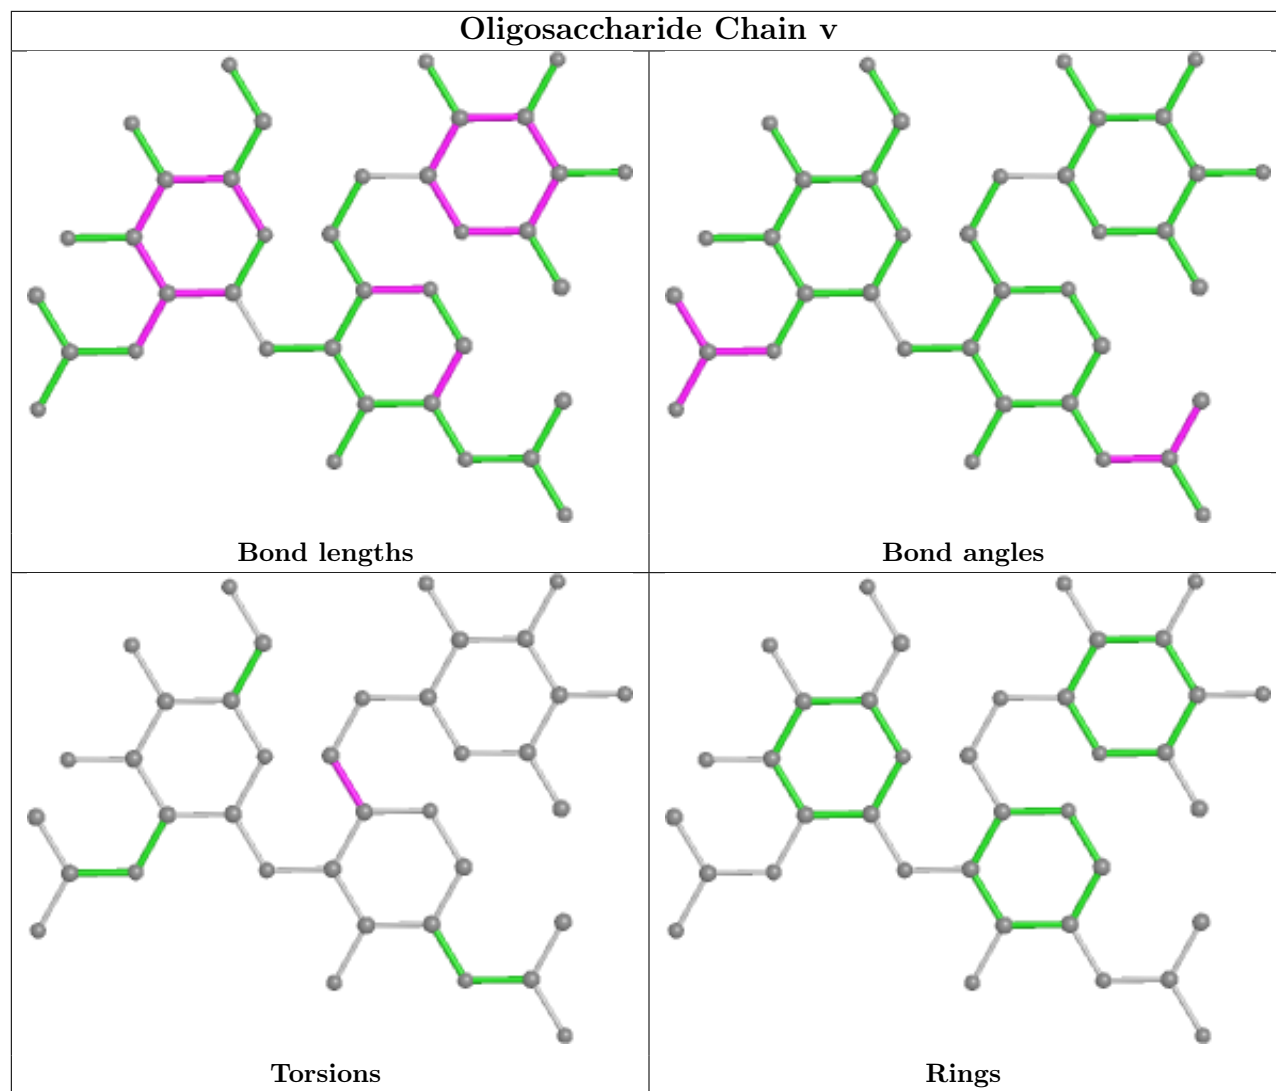 Oligosaccharide Chain v
Bond lengths
Bond angles
Torsions
Rings